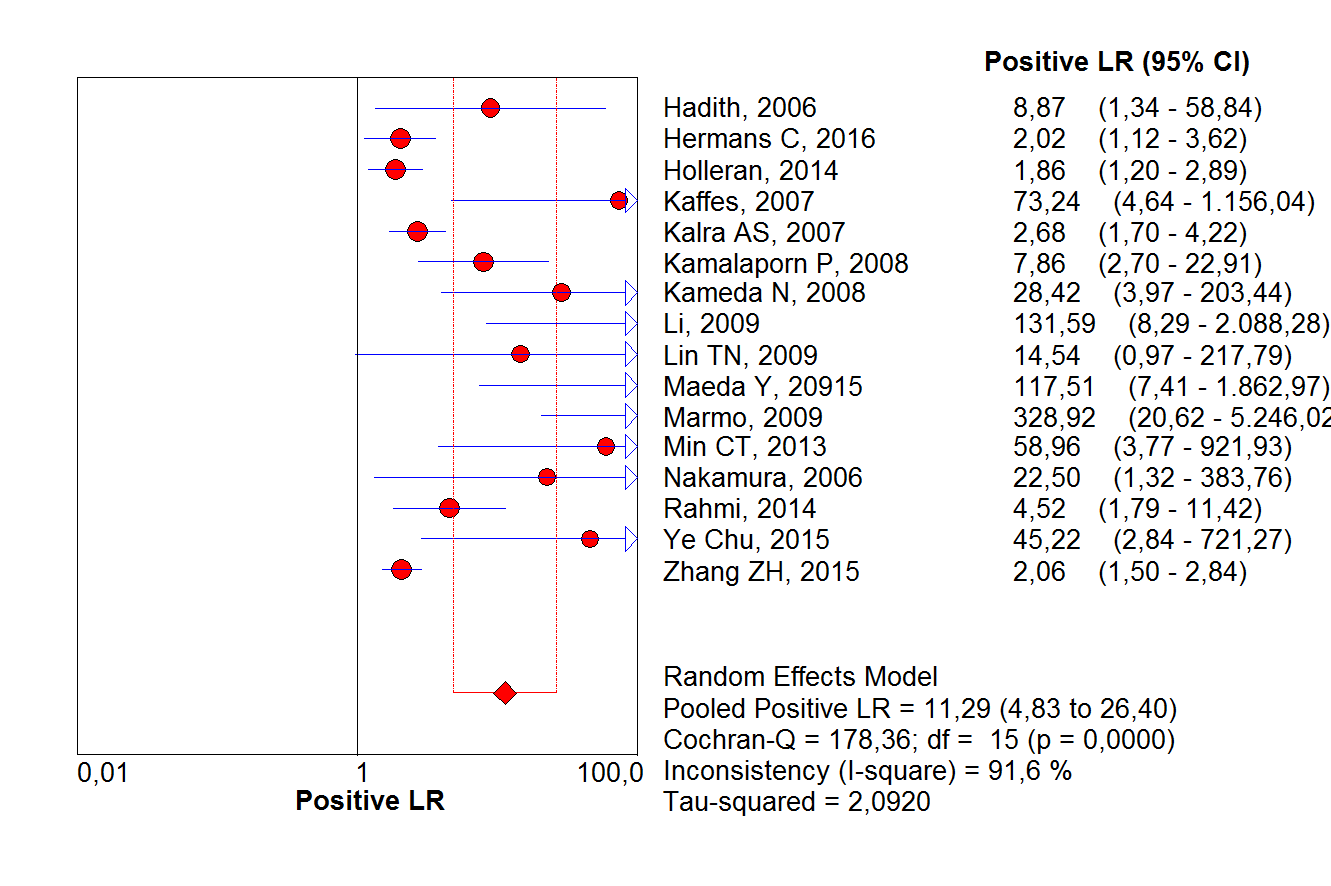 Positive LR (95% CI)
Hadith, 2006 8,87 (1,34 - 58,84)
Hermans C, 2016 2,02 (1,12 - 3,62)
Holleran, 2014 1,86 (1,20 - 2,89)
Kaffes, 2007 73,24 (4,64 - 1.156,04)
Kalra AS, 2007 2,68 (1,70 - 4,22)
Kamalaporn P, 2008 7,86 (2,70 - 22,91)
Kameda N, 2008 28,42 (3,97 - 203,44)
Li, 2009 131,59 (8,29 - 2.088,28)
Lin TN, 2009 14,54 (0,97 - 217,79)
Maeda Y, 20915 117,51 (7,41 - 1.862,97)
Marmo, 2009 328,92 (20,62 - 5.246,02
Min CT, 2013 58,96 (3,77 - 921,93)
Nakamura, 2006 22,50 (1,32 - 383,76)
Rahmi, 2014 4,52 (1,79 - 11,42)
Ye Chu, 2015 45,22 (2,84 - 721,27)
Zhang ZH, 2015 2,06 (1,50 - 2,84)
Random Effects Model
Pooled Positive LR = 11,29 (4,83 to 26,40)
Cochran-Q = 178,36; df = 15 (p = 0,0000)
Inconsistency (I-square) = 91,6 %
Tau-squared = 2,0920
0,01 1 100,0
Positive LR